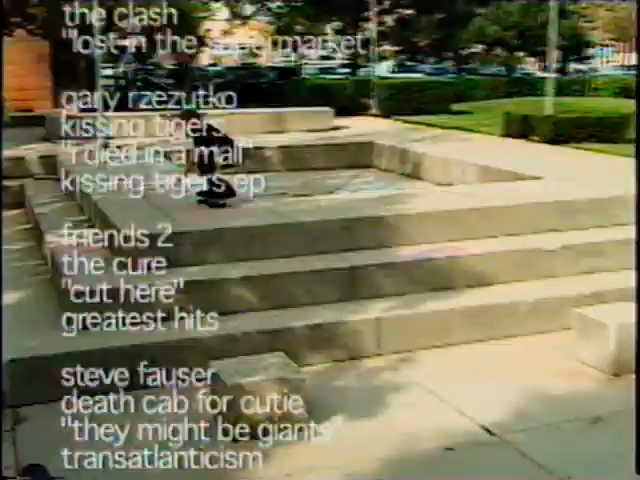 the clash
"lost in the supermarket
gary rzezutko
kissing tigers
"i died in a mall"
kissing tigers ep
friends 2
the cure
"cut here"
greatest hits
steve fauser
death cab for cutie
"they might be giants"
transatlanticism